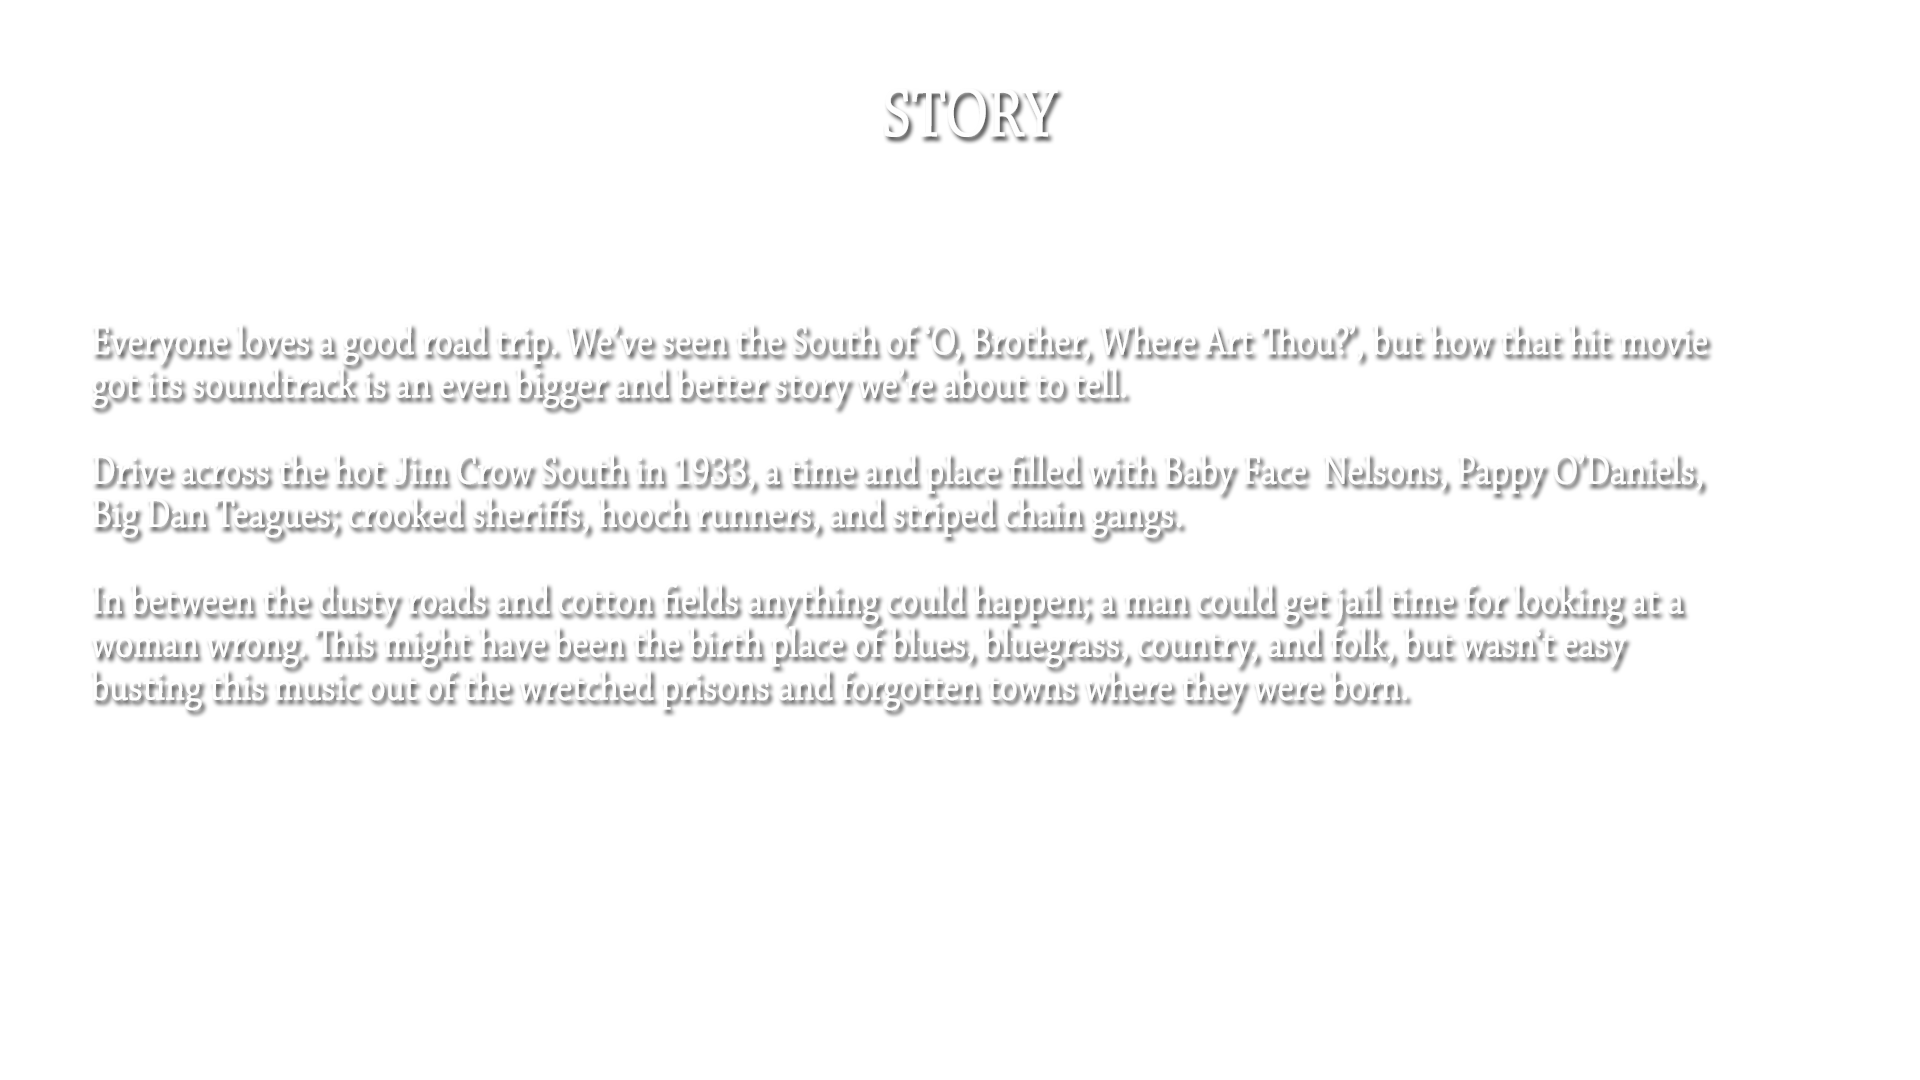 STORY
Everyone loves a good road trip. We've seen the South of 'O, Brother, Where Art Thou?', but how that hit movie
got its soundtrack is an even bigger and better story we're about to tell.
Drive across the hot Jim Crow South in 1933, a time and place filled with Baby Face  Nelsons, Pappy O'Daniels,
Big Dan Teagues; crooked sheriffs, hooch runners, and striped chain gangs.
In between the dusty roads and cotton fields anything could happen; a man could get jail time for looking at a
woman wrong. This might have been the birth place of blues, bluegrass, country, and folk, but wasn't easy
busting this music out of the wretched prisons and forgotten towns where they were born.